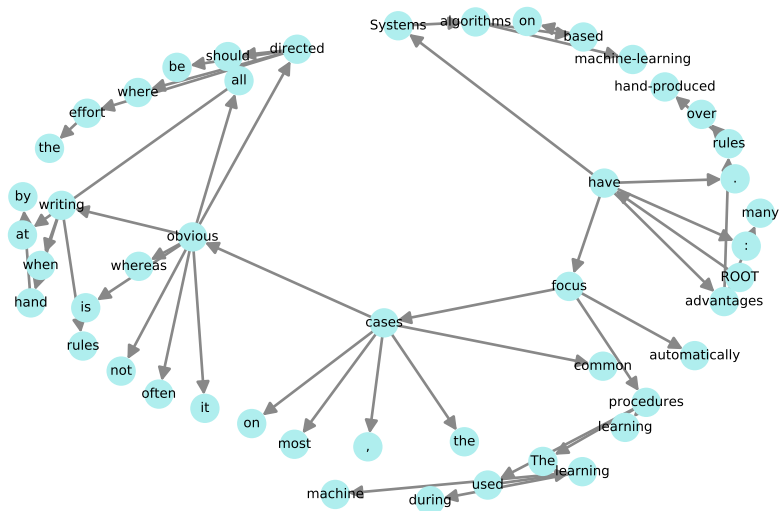 Systems
algorithms
on
based
machine-learning
hand-produced
over
rules
.
many
:
ROOT
advantages
have
directed
should
be
all
where
effort
the
by
writing
at
when
hand
obvious
whereas
is
rules
not
often
it
focus
cases
common
automatically
procedures
learning
on
most
,
the
The
learning
used
machine
during